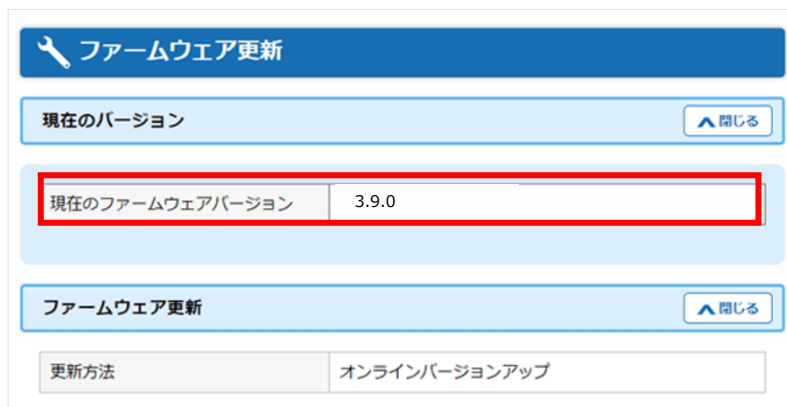 ファームウェア更新
現在のバージョン
閉じる
現在のファームウェアバージョン
3.9.0
ファームウェア更新
閉じる
更新方法
オンラインバージョンアップ